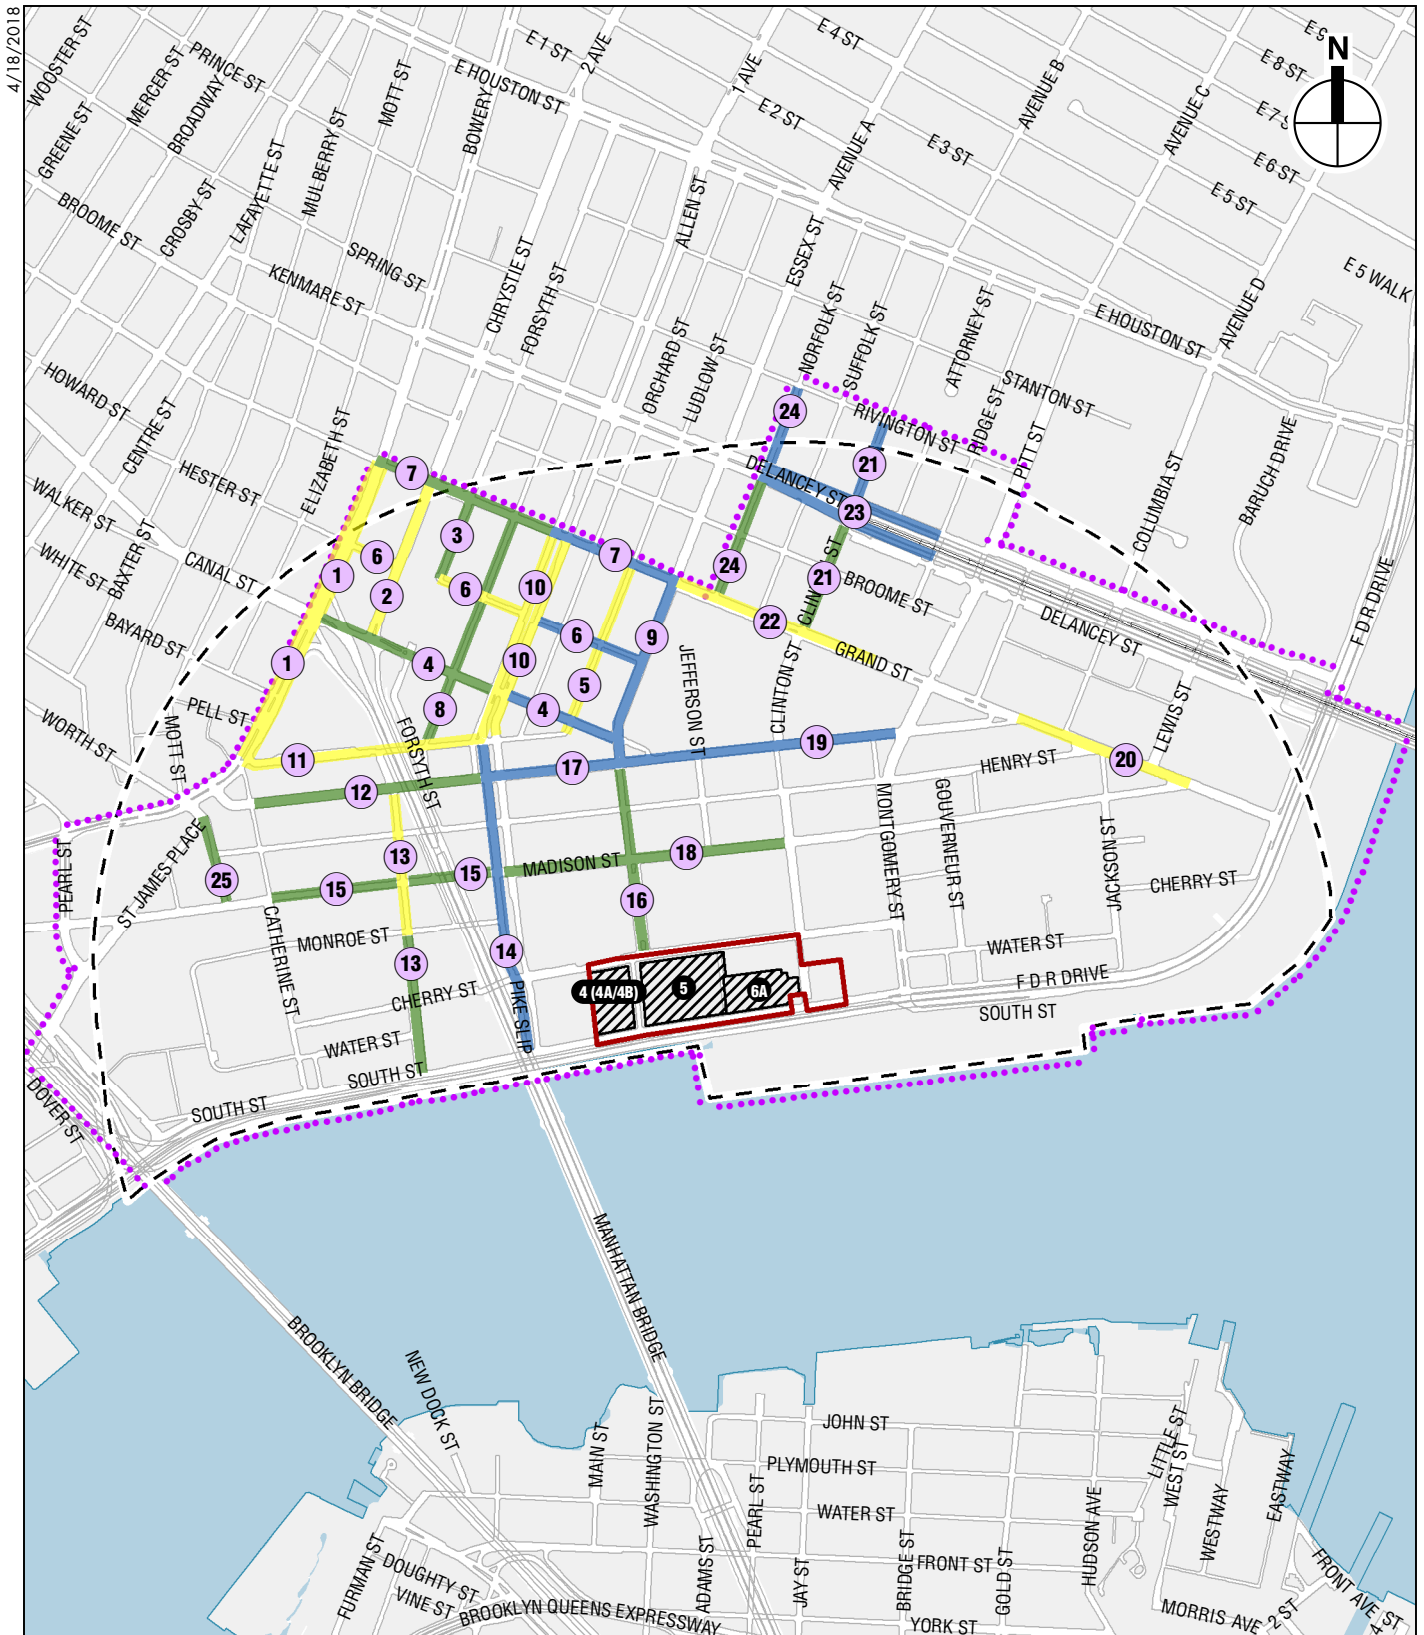 4/18/2018
N
WOOSTER ST
GREENE ST
MERCER ST
PRINCE ST
BROADWAY
CROSBY ST
LAFAYETTE ST
MULBERRY ST
MOTT ST
BOWERY
E 1 ST
2 AVE
E HOUSTON ST
1 AVE
E 2 ST
E 4 ST
AVENUE A
E 3 ST
AVENUE B
AVENUE C
E 9
E 8 ST
E 7 S
E 6 ST
E 5 ST
E 5 WALK
BROOME ST
KENMARE ST
SPRING ST
CHRYSTIE ST
FORSYTH ST
ALLEN ST
ESSEX ST
NORFOLK ST
SUFFOLK ST
ATTORNEY ST
E HOUSTON ST
AVENUE D
ORCHARD ST
LUDLOW ST
STANTON ST
RIVINGTON ST
RIDGE ST
PITT ST
COLUMBIA ST
BARUCH DRIVE
F D R DRIVE
HOWARD ST
CENTRE ST
HESTER ST
ELIZABETH ST
WALKER ST
WHITE ST
BAXTER ST
CANAL ST
BAYARD ST
PELL ST
WORTH ST
MOTT ST
DELANCEY ST
BROOME ST
DELANCEY ST
GRAND ST
CLINTON ST
JEFFERSON ST
LEWIS ST
HENRY ST
FORSYTH ST
MADISON ST
MONTGOMERY ST
GOUVERNEUR ST
JACKSON ST
CHERRY ST
WATER ST
F D R DRIVE
SOUTH ST
PEARL ST
ST JAMES PLACE
CATHERINE ST
MONROE ST
CHERRY ST
WATER ST
SOUTH ST
SOUTH ST
PIKE SLIP
DOVER ST
24
7
21
23
3
7
6
1
24
10
6
21
2
22
6
9
1
10
4
5
8
4
19
11
17
20
12
13
18
15
25
15
16
14
13
4 (4A/4B)
5
6A
MANHATTAN BRIDGE
BROOKLYN BRIDGE
NEW DOCK ST
MAIN ST
WASHINGTON ST
JOHN ST
PLYMOUTH ST
WATER ST
PEARL ST
ADAMS ST
JAY ST
BRIDGE ST
FRONT ST
GOLD ST
HUDSON AVE
LITTLE ST
WEST ST
WESTWAY
EASTWAY
FRONT AVE
ST
FURMAN ST
DOUGHTY ST
VINE ST
BROOKLYN QUEENS EXPRESSWAY
YORK ST
MORRIS AVE
2 ST
4 ST